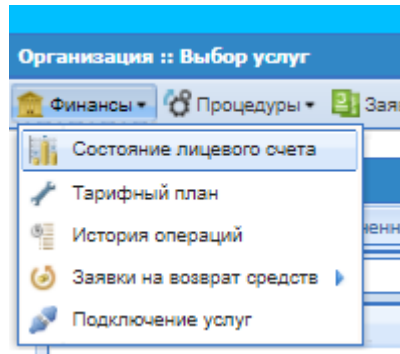 Организация :: Выбор услуг
Финансы Процедуры
Состояние лицевого счета
Тарифный план
История операций
Заявки на возврат средств
Подключение услуг